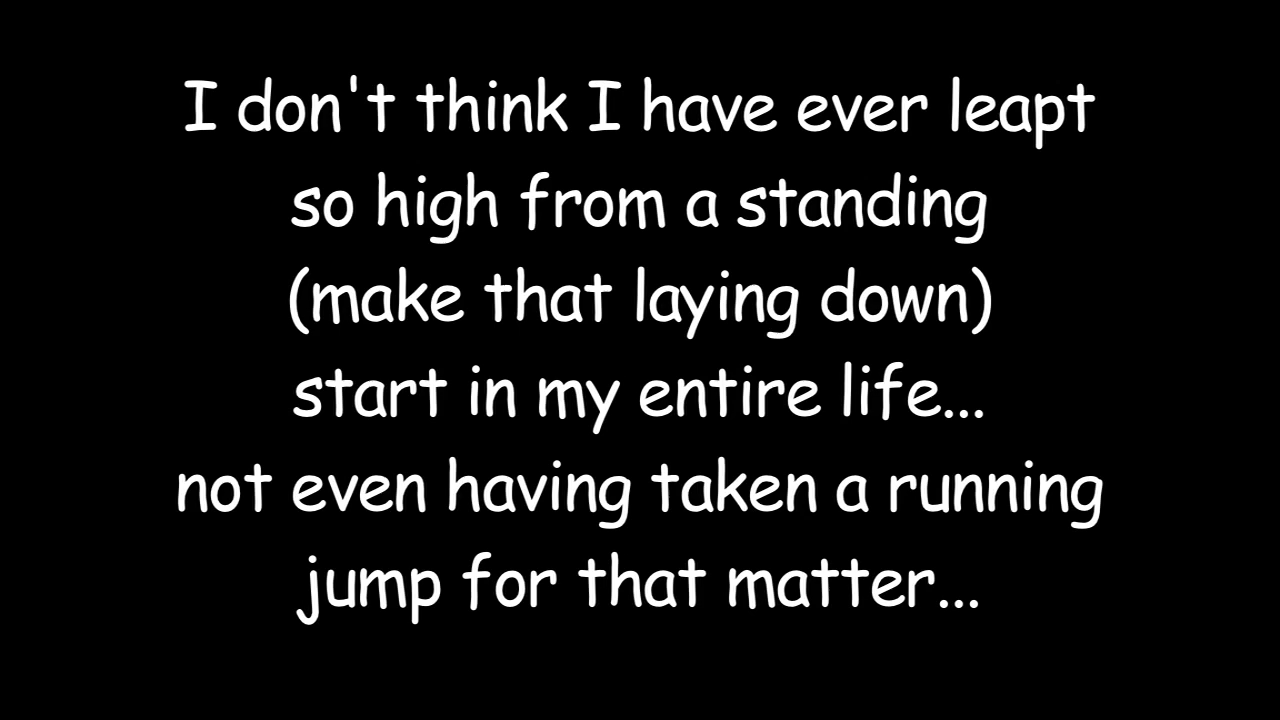 I don't think I have ever leapt
so high from a standing
(make that laying down)
start in my entire life...
not even having taken a running
jump for that matter...